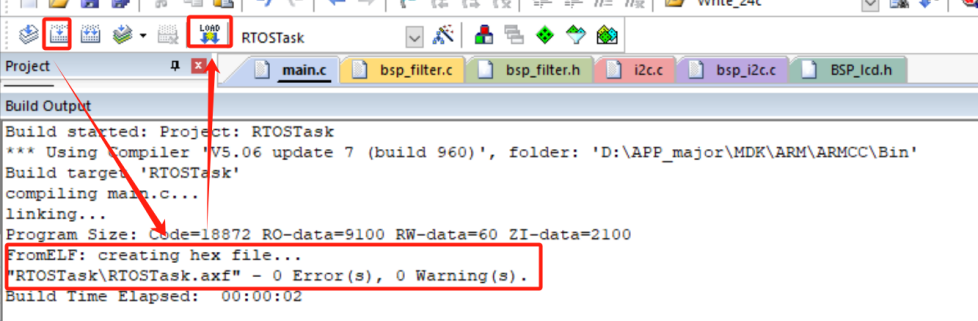 Write_24c
LOAD
RTOSTask
Project
main.c
bsp_filter.c
bsp_filter.h
i2c.c
bsp_i2c.c
BSP_lcd.h
Build Output
Build started: Project: RTOSTask
*** Using Compiler 'V5.06 update 7 (build 960)', folder: 'D:\APP_major\MDK\ARM\ARMCC\Bin'
Build target 'RTOSTask'
compiling main.c...
linking...
Program Size: Code=18872 RO-data=9100 RW-data=60 ZI-data=2100
FromELF: creating hex file...
"RTOSTask\RTOSTask.axf" - 0 Error(s), 0 Warning(s).
Build Time Elapsed:  00:00:02